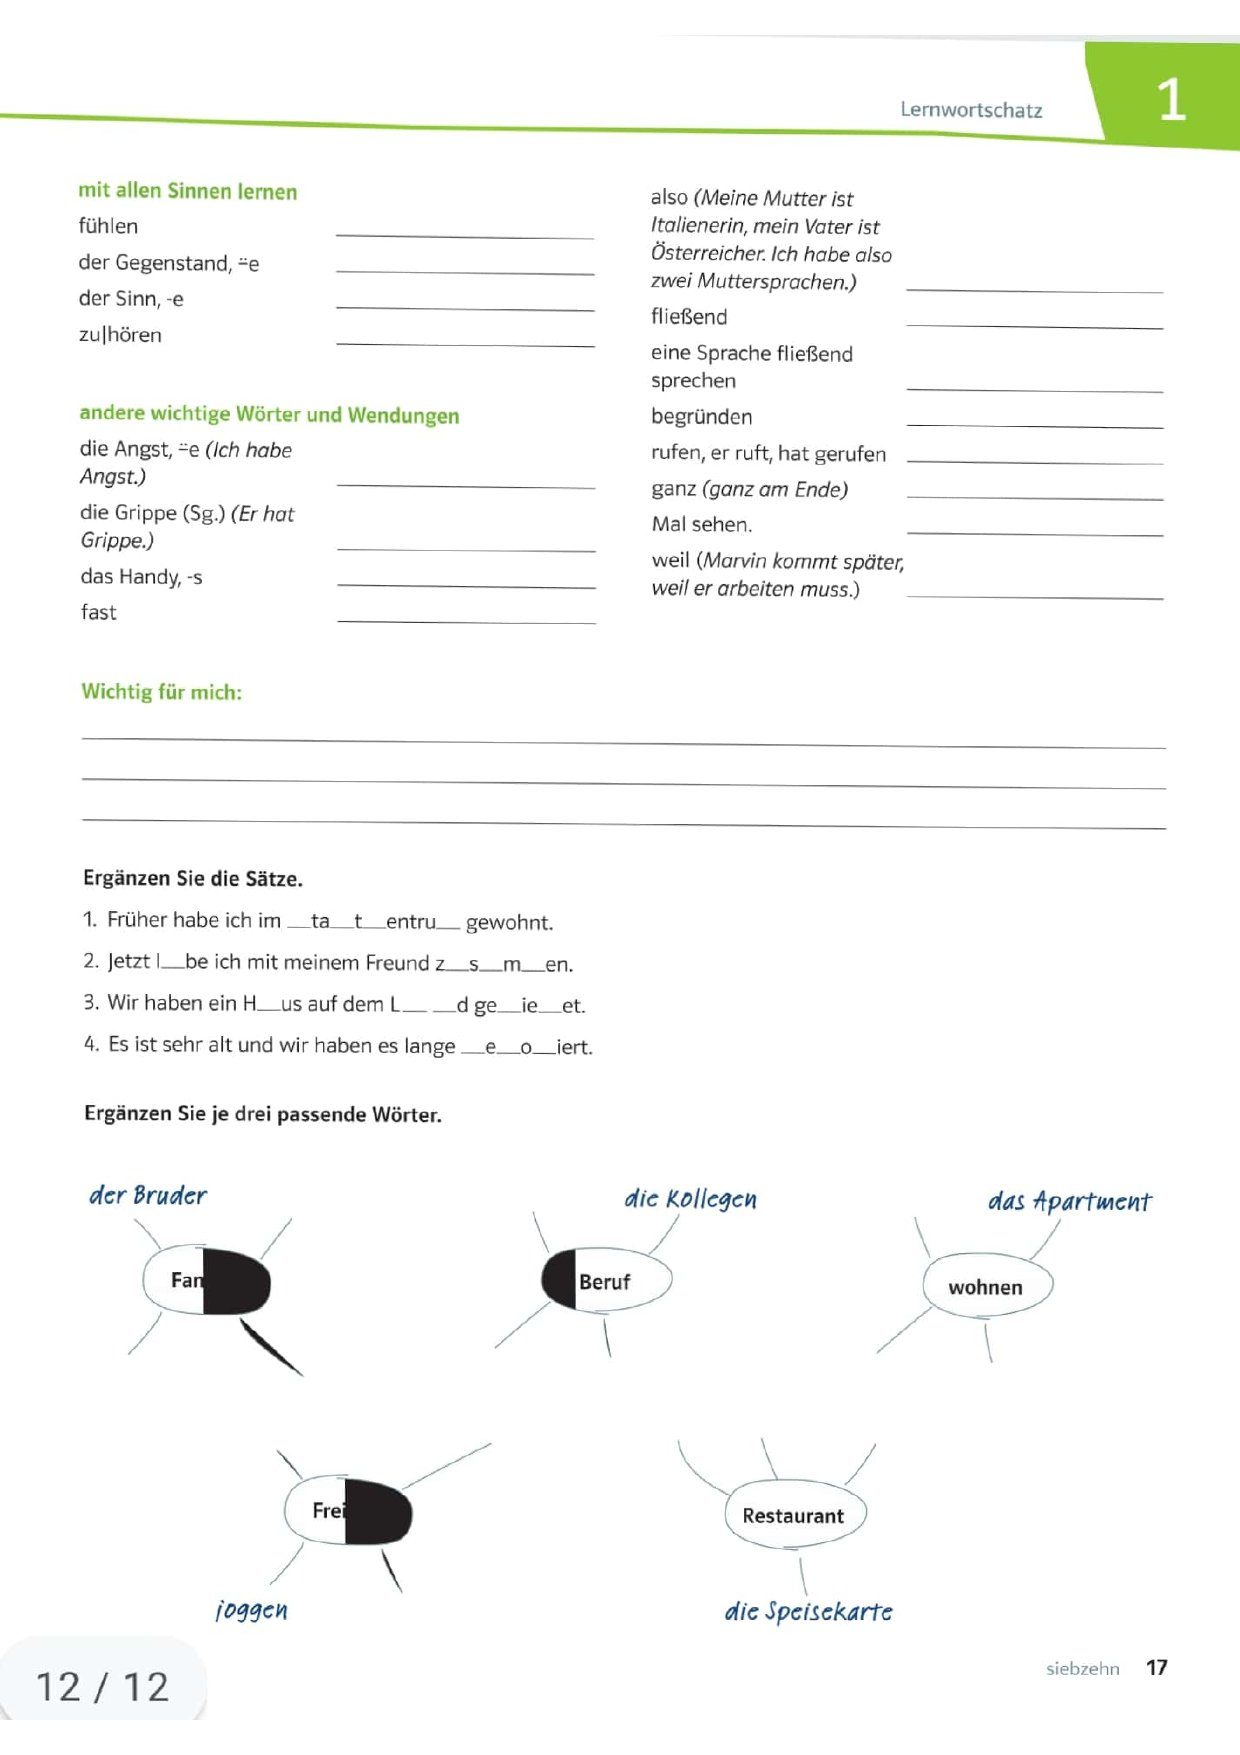 Lernwortschatz
1
mit allen Sinnen lernen
fühlen
der Gegenstand, ⸚e
der Sinn, -e
zu|hören
andere wichtige Wörter und Wendungen
die Angst, ⸚e (Ich habe
Angst.)
die Grippe (Sg.) (Er hat
Grippe.)
das Handy, -s
fast
also (Meine Mutter ist
Italienerin, mein Vater ist
Österreicher. Ich habe also
zwei Muttersprachen.)
fließend
eine Sprache fließend
sprechen
begründen
rufen, er ruft, hat gerufen
ganz (ganz am Ende)
Mal sehen.
weil (Marvin kommt später,
weil er arbeiten muss.)
Wichtig für mich:
Ergänzen Sie die Sätze.
1. Früher habe ich im __ta__t__entru__ gewohnt.
2. Jetzt l__be ich mit meinem Freund z__s__m__en.
3. Wir haben ein H__us auf dem L__ __d ge__ie__et.
4. Es ist sehr alt und wir haben es lange __e__o__iert.
Ergänzen Sie je drei passende Wörter.
der Bruder
Fan
die Kollegen
Beruf
das Apartment
wohnen
Frei
joggen
Restaurant
die Speisekarte
siebzehn 17
12 / 12